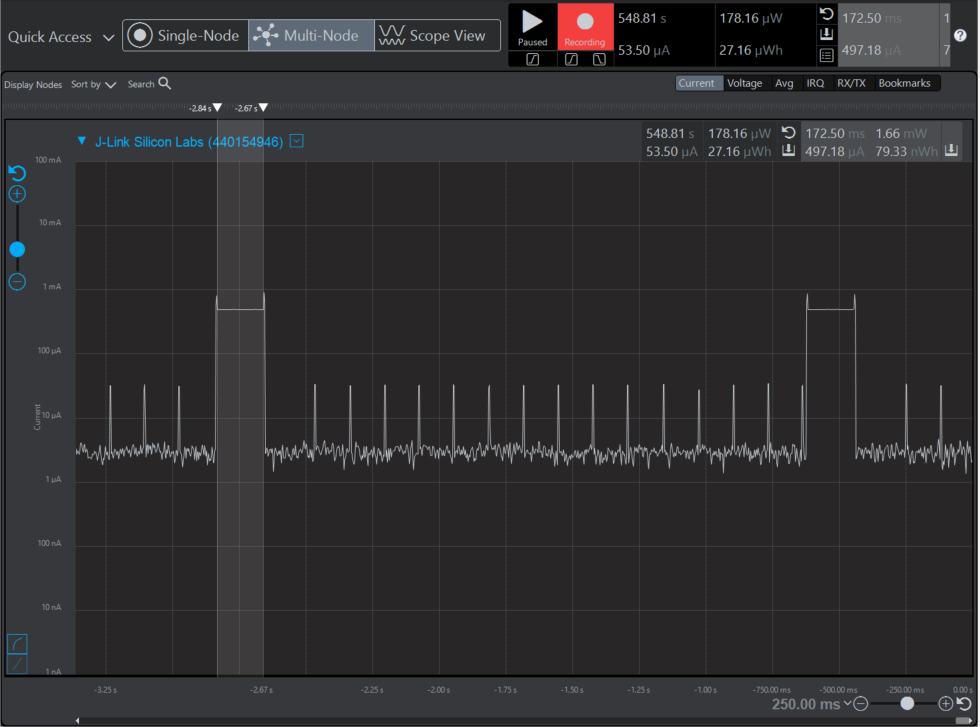 Quick Access
Single-Node
Multi-Node
Scope View
Paused
Recording
548.81 s
53.50 µA
178.16 µW
27.16 µWh
172.50 ms
497.18 µA
1
7
?
Display Nodes
Sort by
Search
Current
Voltage
Avg
IRQ
RX/TX
Bookmarks
-2.84 s
-2.67 s
J-Link Silicon Labs (440154946)
548.81 s 178.16 µW
53.50 µA 27.16 µWh
172.50 ms 1.66 mW
497.18 µA 79.33 nWh
100 mA
10 mA
1 mA
100 µA
Current
10 µA
1 µA
100 nA
10 nA
1 nA
-3.25 s
-2.67 s
-2.25 s
-2.00 s
-1.75 s
-1.50 s
-1.25 s
-1.00 s
-750.00 ms
-500.00 ms
-250.00 ms
0.00 s
250.00 ms